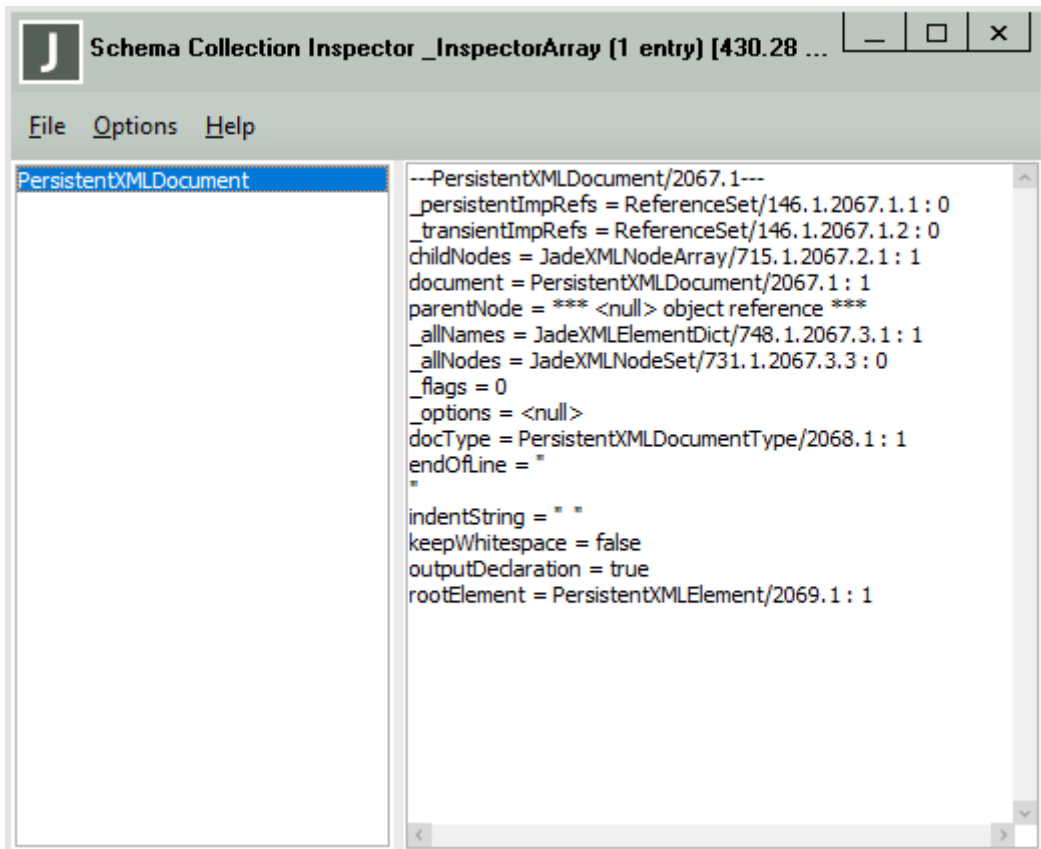 J
Schema Collection Inspector _InspectorArray (1 entry) [430.28 ...
File Options Help
PersistentXMLDocument
---PersistentXMLDocument/2067.1---
_persistentImpRefs = ReferenceSet/146.1.2067.1.1 : 0
_transientImpRefs = ReferenceSet/146.1.2067.1.2 : 0
childNodes = JadeXMLNodeArray/715.1.2067.2.1 : 1
document = PersistentXMLDocument/2067.1 : 1
parentNode = *** <null> object reference ***
_allNames = JadeXMLElementDict/748.1.2067.3.1 : 1
_allNodes = JadeXMLNodeSet/731.1.2067.3.3 : 0
_flags = 0
_options = <null>
docType = PersistentXMLDocumentType/2068.1 : 1
endOfLine = "
"
indentString = "  "
keepWhitespace = false
outputDeclaration = true
rootElement = PersistentXMLElement/2069.1 : 1